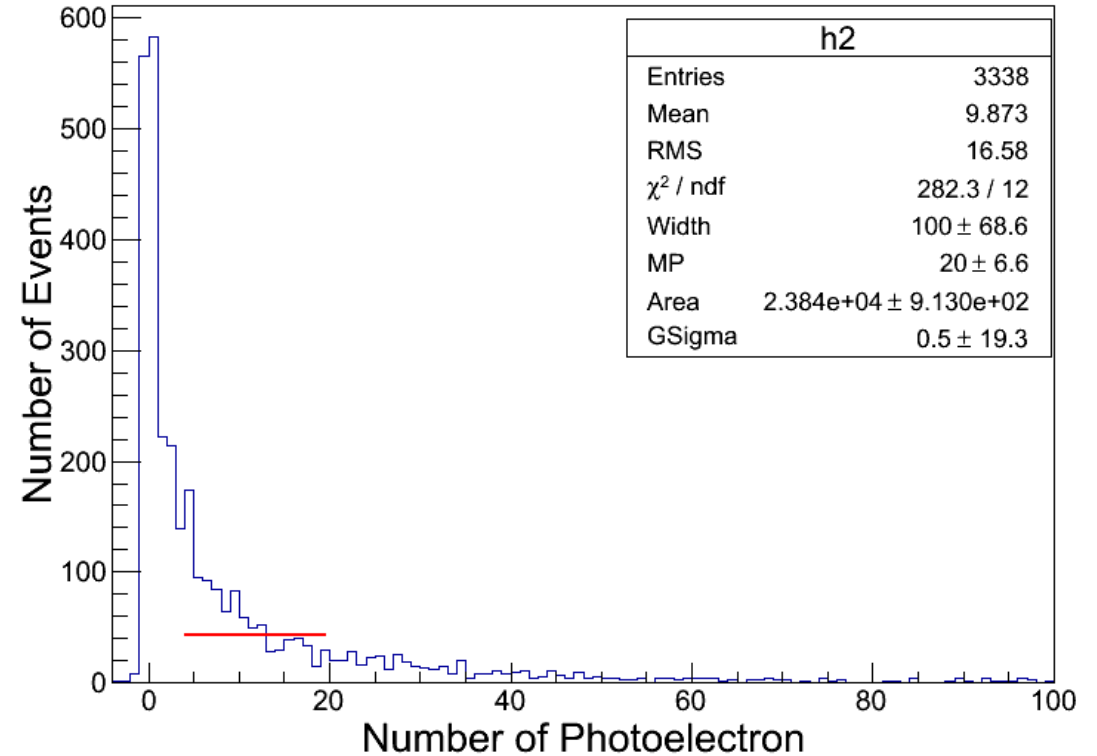 600
500
400
300
200
100
0
Number of Events
h2
Entries 3338
Mean 9.873
RMS 16.58
χ² / ndf 282.3 / 12
Width 100 ± 68.6
MP 20 ± 6.6
Area 2.384e+04 ± 9.130e+02
GSigma 0.5 ± 19.3
0 20 40 60 80 100
Number of Photoelectron